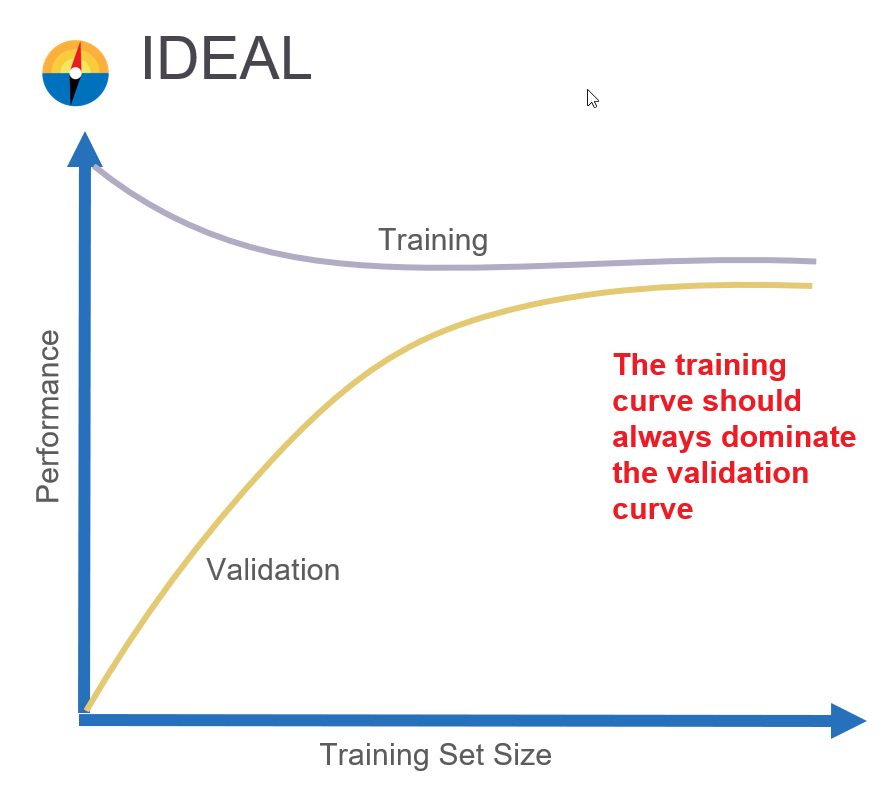 IDEAL
Training
Performance
The training
curve should
always dominate
the validation
curve
Validation
Training Set Size